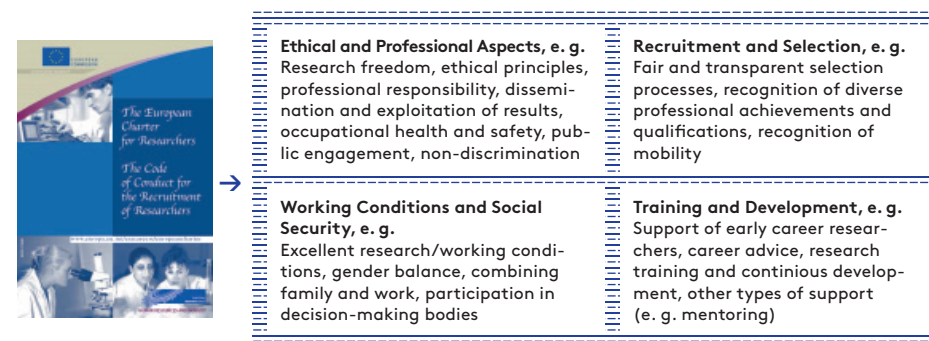 The European
Charter
for Researchers
The Code
of Conduct for
the Recruitment
of Researchers
Ethical and Professional Aspects, e. g.
Research freedom, ethical principles,
professional responsibility, dissemi-
nation and exploitation of results,
occupational health and safety, pub-
lic engagement, non-discrimination
Recruitment and Selection, e. g.
Fair and transparent selection
processes, recognition of diverse
professional achievements and
qualifications, recognition of
mobility
Working Conditions and Social
Security, e. g.
Excellent research/working condi-
tions, gender balance, combining
family and work, participation in
decision-making bodies
Training and Development, e. g.
Support of early career resear-
chers, career advice, research
training and continious develop-
ment, other types of support
(e. g. mentoring)